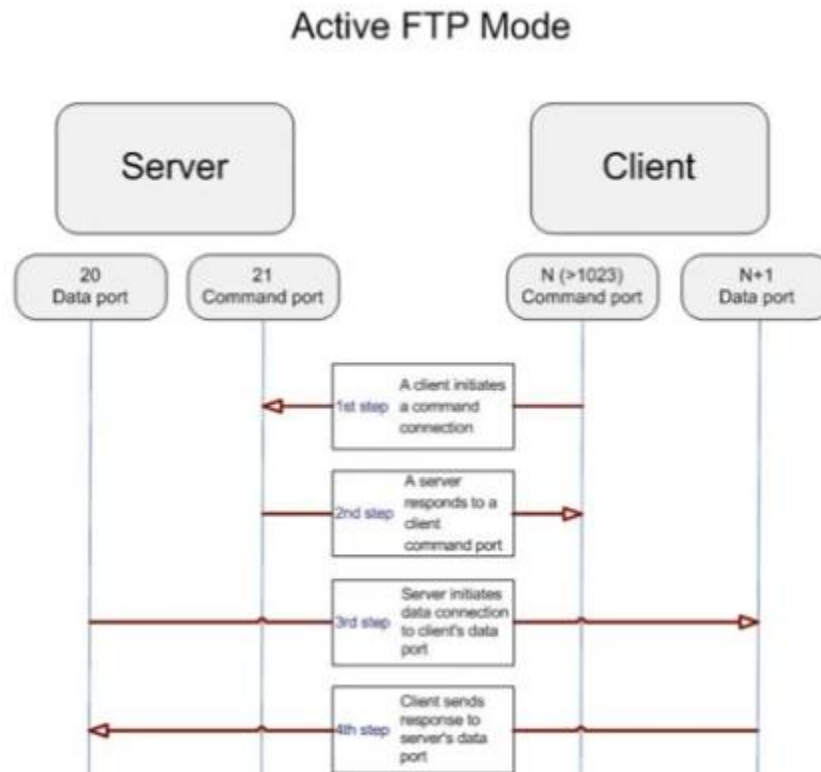 Active FTP Mode
Server
Client
20
Data port
21
Command port
N (>1023)
Command port
N+1
Data port
1st step
A client initiates
a command
connection
2nd step
A server
responds to a
client
command port
3rd step
Server initiates
data connection
to client's data
port
4th step
Client sends
response to
server's data
port